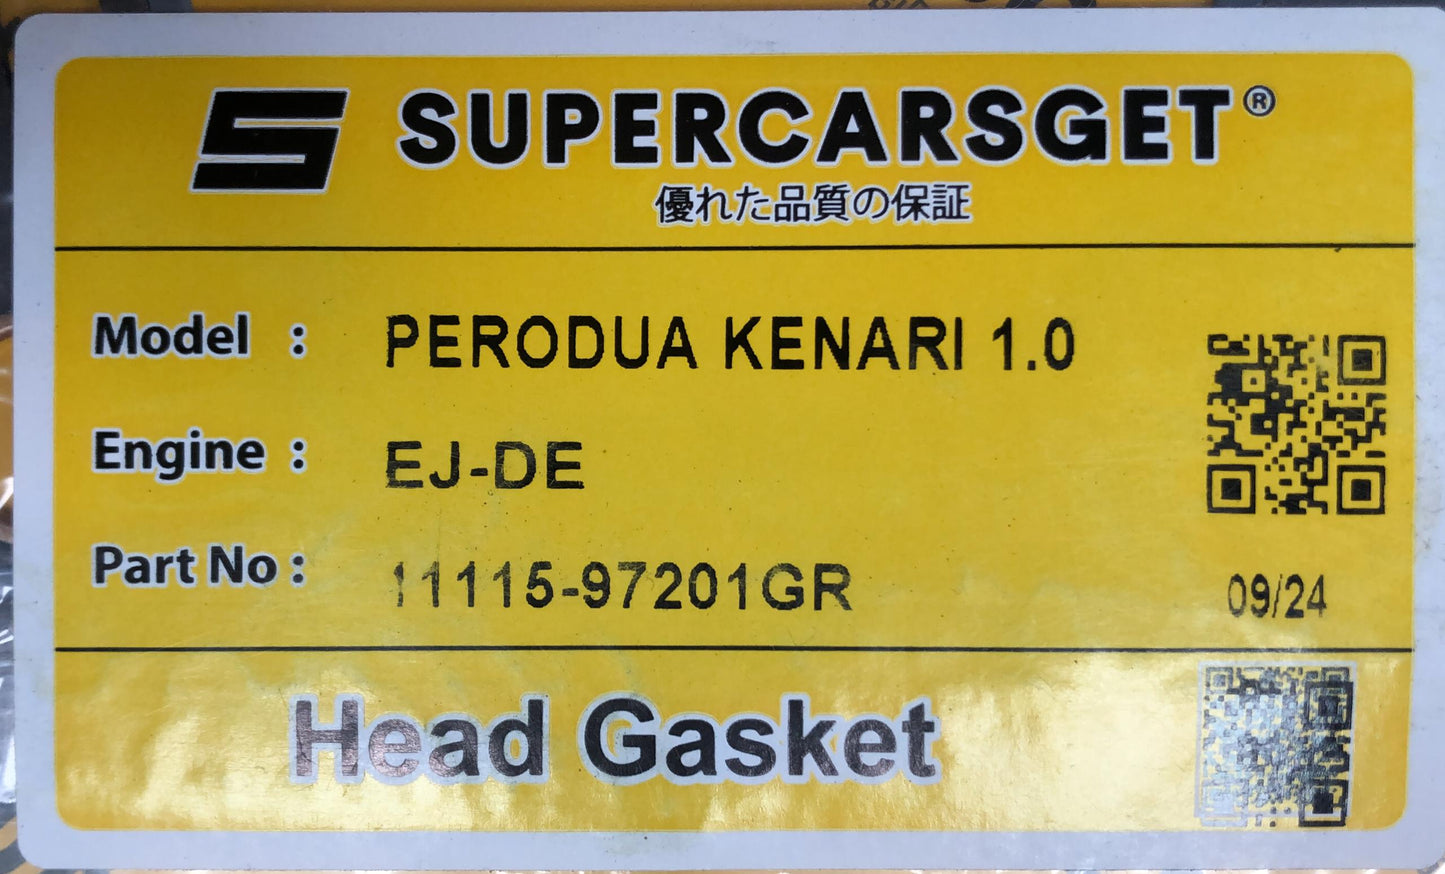 SUPERCARSGET®
優れた品質の保証
Model : PERODUA KENARI 1.0
Engine : EJ-DE
Part No : 11115-97201GR
09/24
Head Gasket